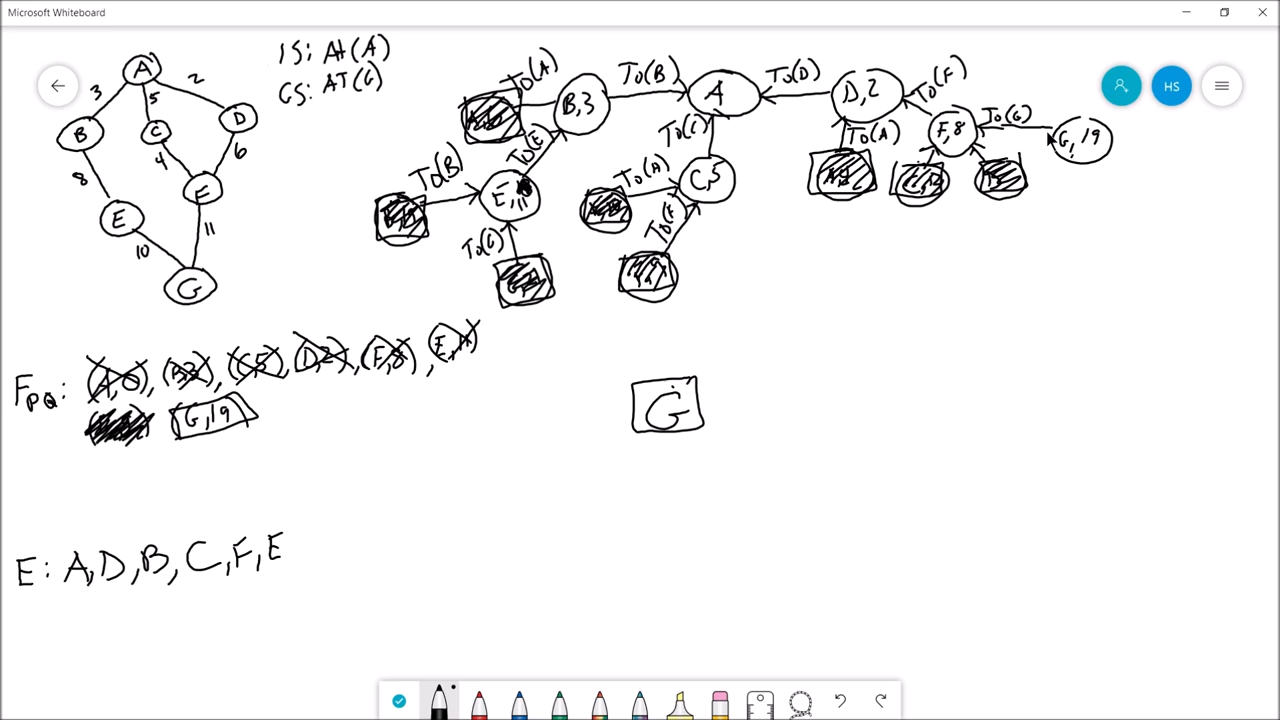 Microsoft Whiteboard
HS
IS: At(A)
GS: AT(G)
A
3
5
2
B
C
D
8
4
6
E
E
10
11
G
To(A)
To(B)
To(D)
To(F)
B,3
A
D,2
F,8
To(G)
G,19
To(B)
To(E)
To(C)
To(A)
C,5
To(A)
E,11
To(G)
To(F)
FPQ: (A,0), (B,3), (C,5), (D,2), (F,8), (E,11)
(G,19)
G
E: A,D,B,C,F,E